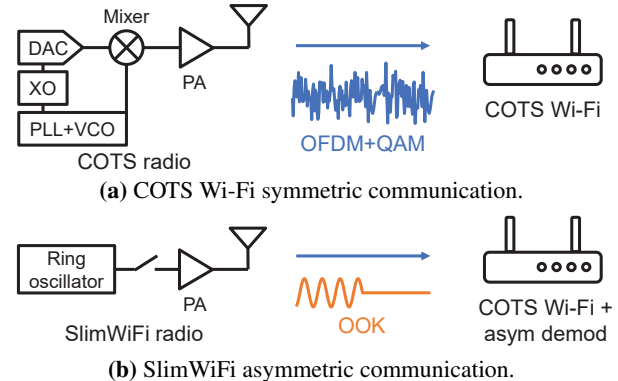 Mixer
DAC
XO
PLL+VCO
PA
COTS radio
OFDM+QAM
COTS Wi-Fi
(a) COTS Wi-Fi symmetric communication.
Ring
oscillator
PA
SlimWiFi radio
OOK
COTS Wi-Fi +
asym demod
(b) SlimWiFi asymmetric communication.